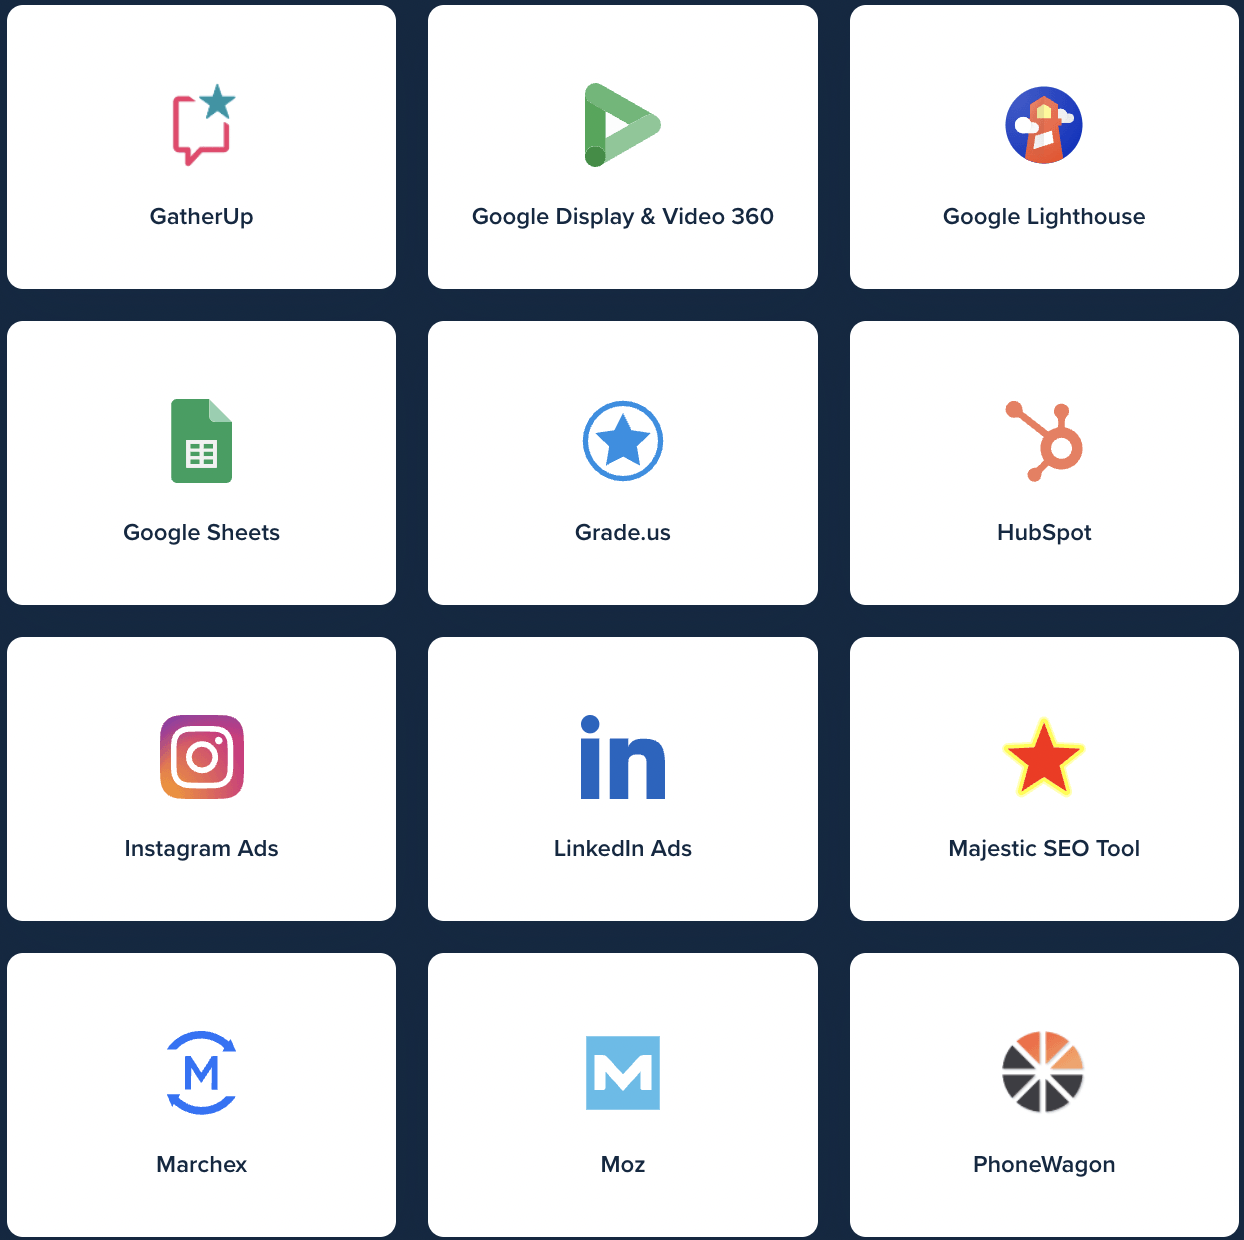 GatherUp
Google Display & Video 360
Google Lighthouse
Google Sheets
Grade.us
HubSpot
Instagram Ads
in
LinkedIn Ads
Majestic SEO Tool
M
Marchex
M
Moz
PhoneWagon